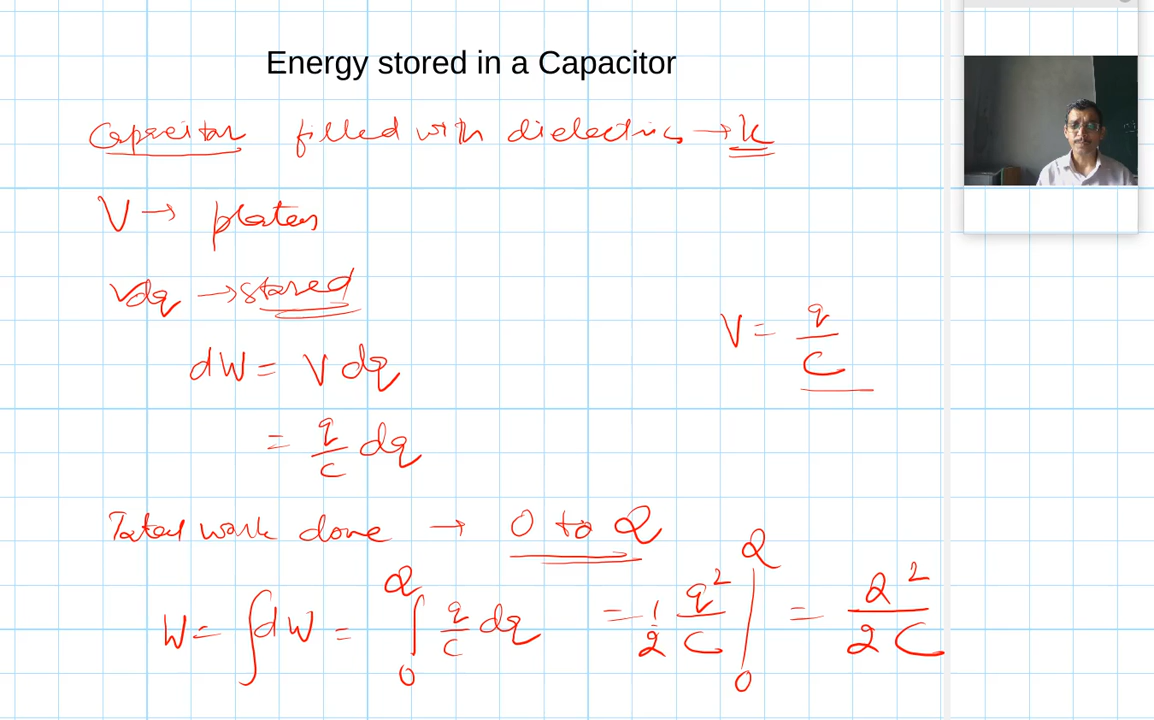 Energy stored in a Capacitor
Capacitor filled with dielectrics → k
V → plates
Vdq → stored
V = q/C
dW = V dq
= q/C dq
Total work done → 0 to Q
W = ∫dW = ∫₀^Q q/C dq = 1/2 q²/C |₀^Q = Q²/2C